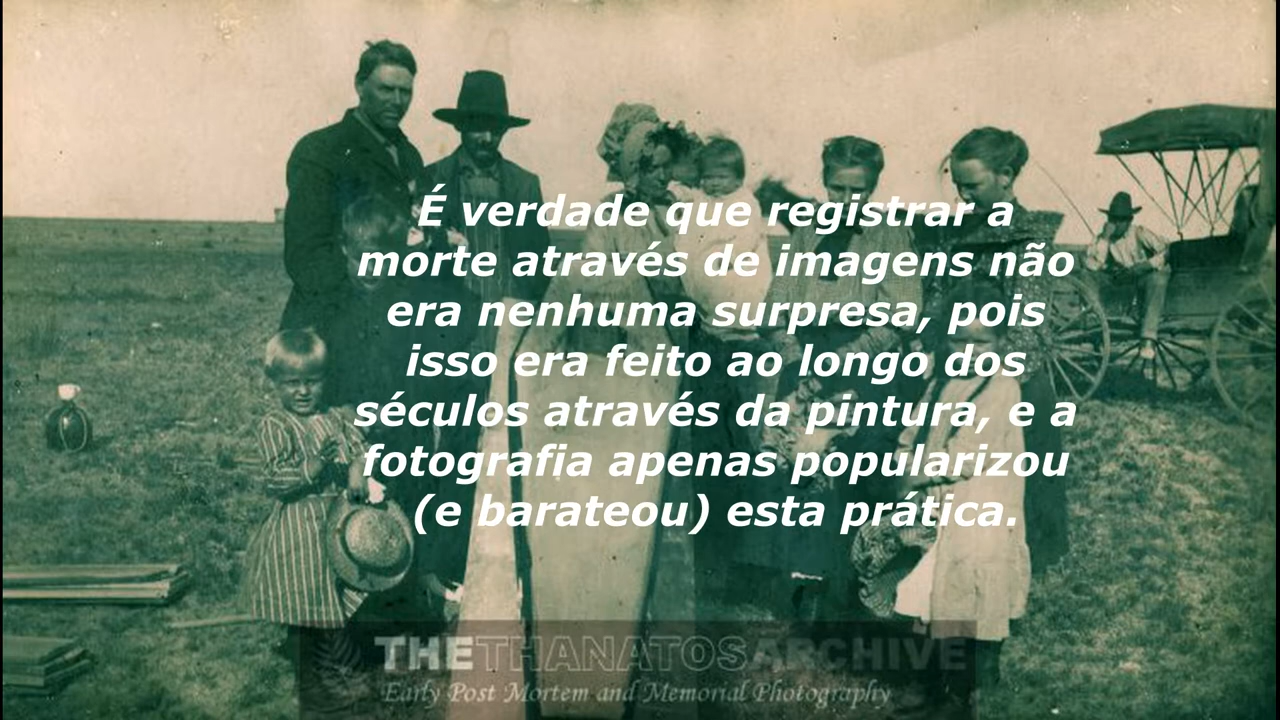 É verdade que registrar a
morte através de imagens não
era nenhuma surpresa, pois
isso era feito ao longo dos
séculos através da pintura, e a
fotografia apenas popularizou
(e barateou) esta prática.
THETHANATOSARCHIVE
Early Post Mortem and Memorial Photography